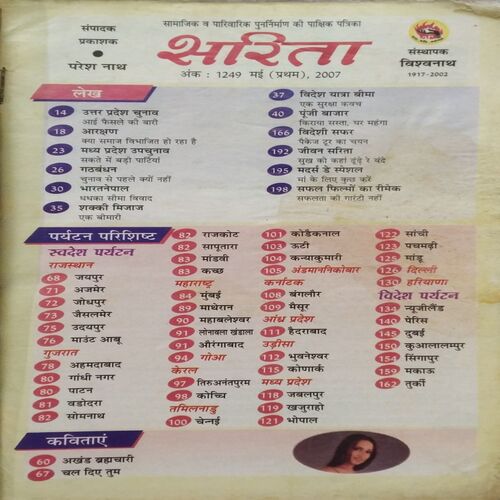 सामाजिक व पारिवारिक पुनर्निर्माण की पाक्षिक पत्रिका
संपादक
प्रकाशक
परेश नाथ
सरिता
अंक : 1249 मई (प्रथम), 2007
संस्थापक
विश्वनाथ
1917-2002
लेख
14 उत्तर प्रदेश चुनाव
आई फैसले की बारी
18 आरक्षण
क्या समाज विभाजित हो रहा है
23 मध्य प्रदेश उपचुनाव
सकते में बड़ी पार्टियां
26 गठबंधन
चुनाव से पहले क्यों नहीं
30 भारतनेपाल
धधका सीमा विवाद
35 शक्की मिजाज
एक बीमारी
37 विदेश यात्रा बीमा
एक सुरक्षा कवच
40 पूंजी बाजार
किराया सस्ता, घर महंगा
166 विदेशी सफर
पैकेज टूर का चयन
192 जीवन सरिता
सुख को कहां ढूंढ़े रे बंदे
195 मदर्स डे स्पेशल
मां के लिए कुछ करें
198 सफल फिल्मों का रीमेक
सफलता की गारंटी नहीं
पर्यटन परिशिष्ट
स्वदेश पर्यटन
राजस्थान
68 जयपुर
71 अजमेर
72 जोधपुर
73 जैसलमेर
75 उदयपुर
76 माउंट आबू
गुजरात
78 अहमदाबाद
80 गांधी नगर
80 पाटन
81 वडोदरा
82 सोमनाथ
82 राजकोट
82 सापूतारा
83 मांडवी
83 कच्छ
महाराष्ट्र
84 मुंबई
89 माथेरान
90 महाबलेश्वर
91 लोनावला खंडाला
91 औरंगाबाद
94 गोआ
केरल
97 तिरुअनंतपुरम
98 कोच्चि
तमिलनाडु
100 चेन्नई
101 कोडैकनाल
103 ऊटी
104 कन्याकुमारी
105 अंडमाननिकोबार
कर्नाटक
108 बंगलौर
109 मैसूर
आंध्र प्रदेश
111 हैदराबाद
उड़ीसा
112 भुवनेश्वर
115 कोणार्क
मध्य प्रदेश
118 जबलपुर
119 खजुराहो
121 भोपाल
122 सांची
123 पचमढ़ी
125 मांडू
126 दिल्ली
130 हरियाणा
विदेश पर्यटन
134 न्यूजीलैंड
140 पेरिस
145 दुबई
150 कुआलालम्पुर
154 सिंगापुर
159 मकाऊ
162 तुर्की
कविताएं
60 अखंड ब्रह्मचारी
67 चल दिए तुम